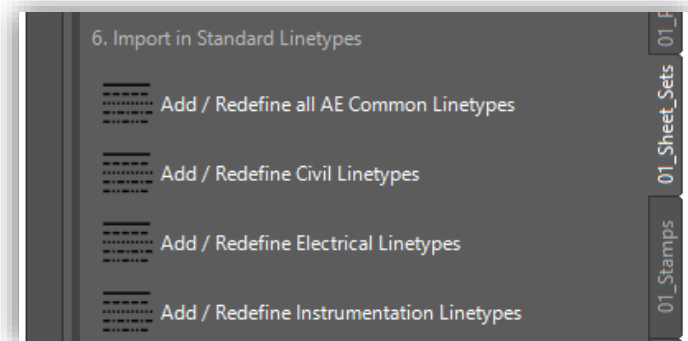 6. Import in Standard Linetypes
Add / Redefine all AE Common Linetypes
Add / Redefine Civil Linetypes
Add / Redefine Electrical Linetypes
Add / Redefine Instrumentation Linetypes
01_Sheet_Sets
01_Stamps